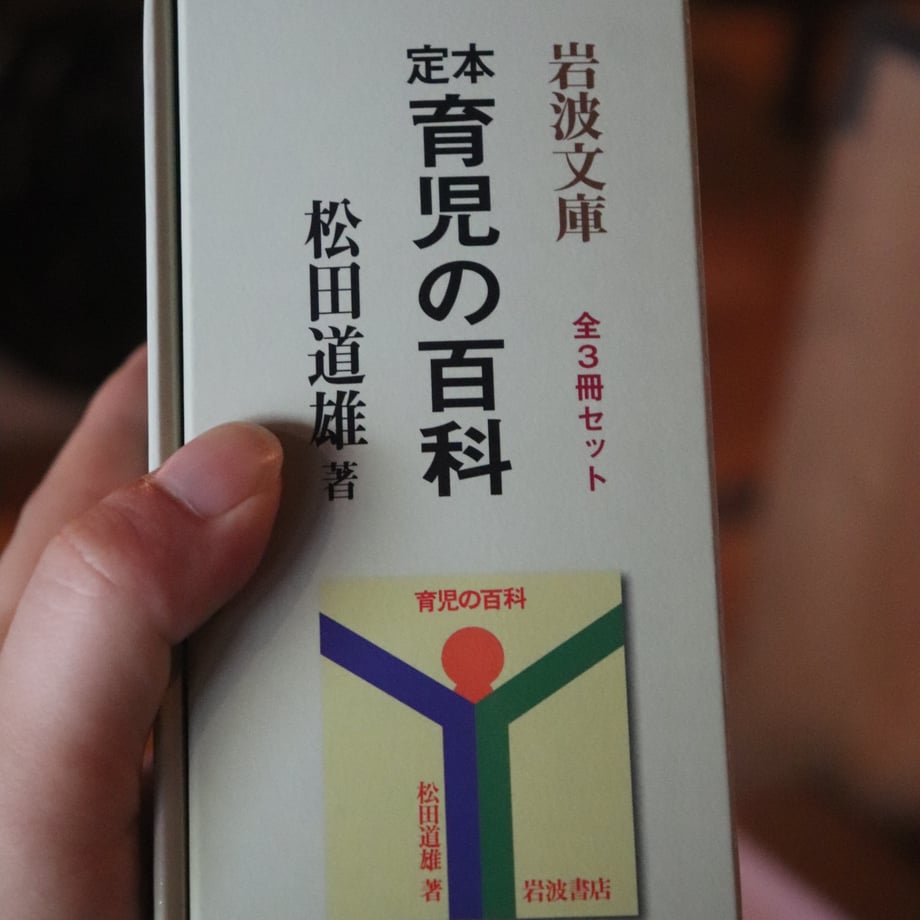 岩波文庫
全3冊セット
定本
育児の百科
松田道雄 著
育児の百科
松田道雄 著
岩波書店